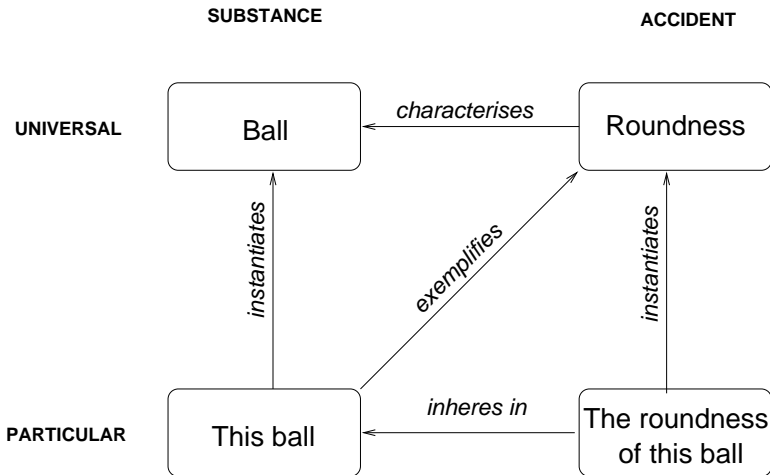 SUBSTANCE
ACCIDENT
UNIVERSAL
Ball
characterises
Roundness
instantiates
exemplifies
instantiates
PARTICULAR
This ball
inheres in
The roundness
of this ball